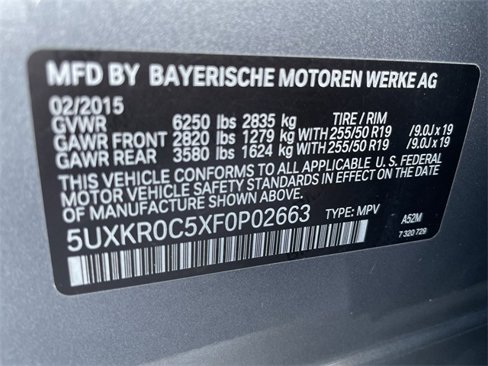 MFD BY BAYERISCHE MOTOREN WERKE AG
02/2015
GVWR 6250 lbs 2835 kg TIRE / RIM
GAWR FRONT 2820 lbs 1279 kg WITH 255/50 R19 /9.0J x 19
GAWR REAR 3580 lbs 1624 kg WITH 255/50 R19 /9.0J x 19
THIS VEHICLE CONFORMS TO ALL APPLICABLE U.S. FEDERAL
MOTOR VEHICLE SAFETY STANDARDS IN EFFECT ON THE
DATE OF MANUFACTURE SHOWN ABOVE.
5UXKR0C5XF0P02663 TYPE: MPV A52M
7 320 729